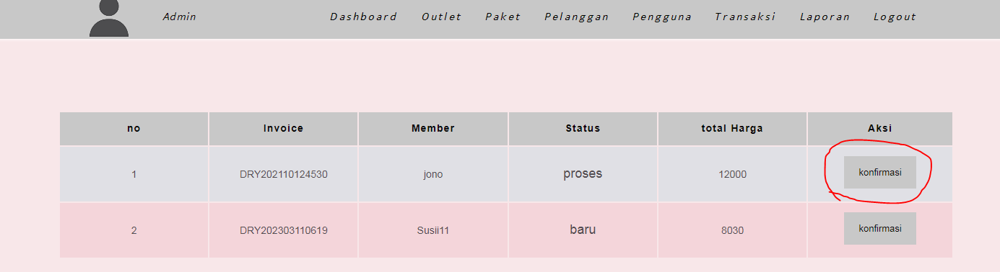 Admin Dashboard Outlet Paket Pelanggan Pengguna Transaksi Laporan Logout
no Invoice Member Status total Harga Aksi
1 DRY202110124530 jono proses 12000 konfirmasi
2 DRY202303110619 Susii11 baru 8030 konfirmasi